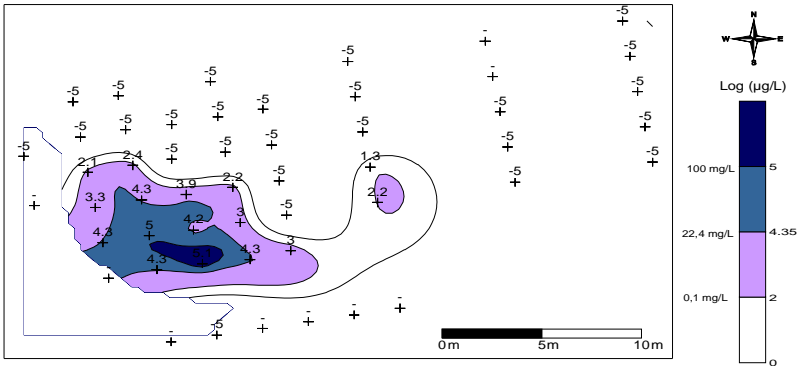 -5
N
W E
S
-
-5
-5
-5 -
-5 -5
Log (µg/L)
-5 -5 -5 -5
-5 -5 -5 -5 -5 -5
-5 -5 -5 -5 -5 -5
2.1 2.4 1.3
100 mg/L 5
-5 -5
4.3 3.9 2.2
- 3.3 2.2
4.2 3 -5
4.3 5 22,4 mg/L 4.35
4.3 3
4.3
0,1 mg/L 2
- -5 - - - -
0m 5m 10m
0